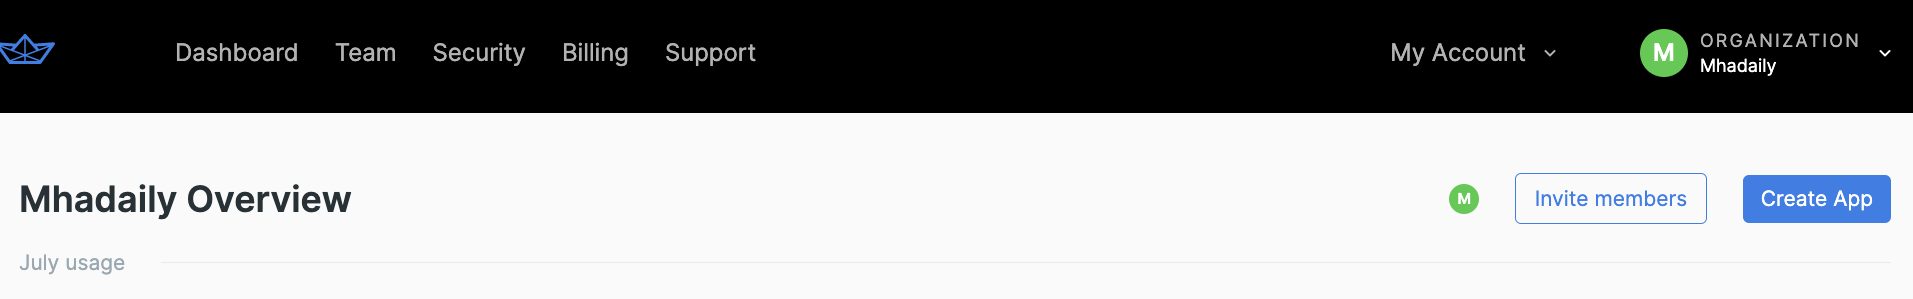 Dashboard Team Security Billing Support My Account M ORGANIZATION
Mhadaily
Mhadaily Overview M Invite members Create App
July usage